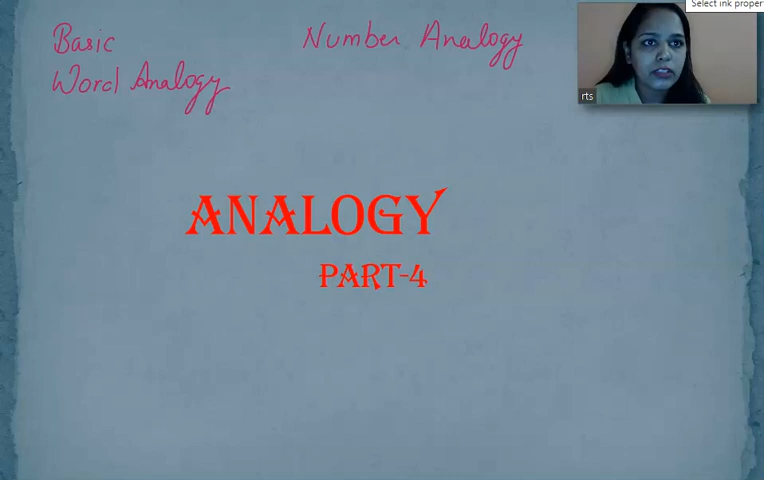 Select ink proper
Basic
Number Analogy
Word Analogy
rts
ANALOGY
PART-4